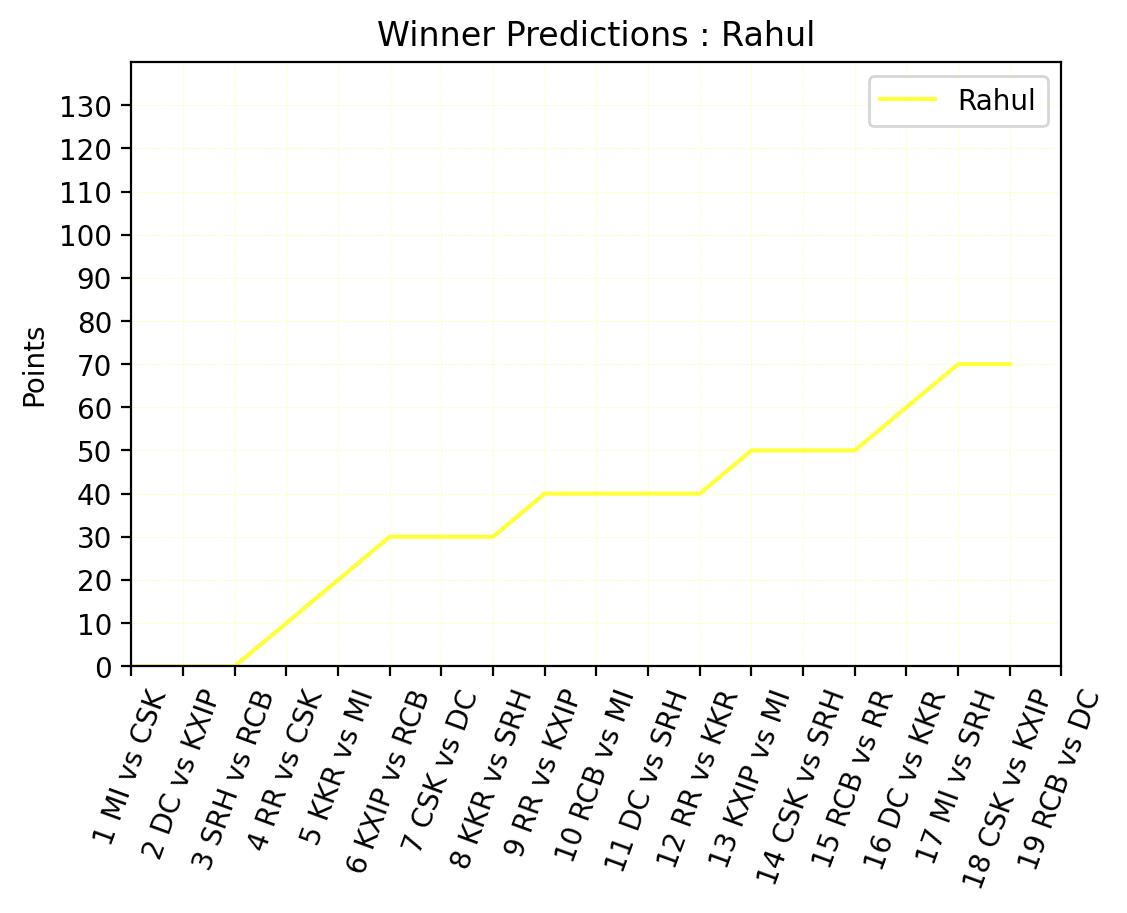 Winner Predictions : Rahul
Rahul
130
120
110
100
90
80
70
60
50
40
30
20
10
0
Points
1 MI vs CSK
2 DC vs KXIP
3 SRH vs RCB
4 RR vs CSK
5 KKR vs MI
6 KXIP vs RCB
7 CSK vs DC
8 KKR vs SRH
9 RR vs KXIP
10 RCB vs MI
11 DC vs SRH
12 RR vs KKR
13 KXIP vs MI
14 CSK vs SRH
15 RCB vs RR
16 DC vs KKR
17 MI vs SRH
18 CSK vs KXIP
19 RCB vs DC